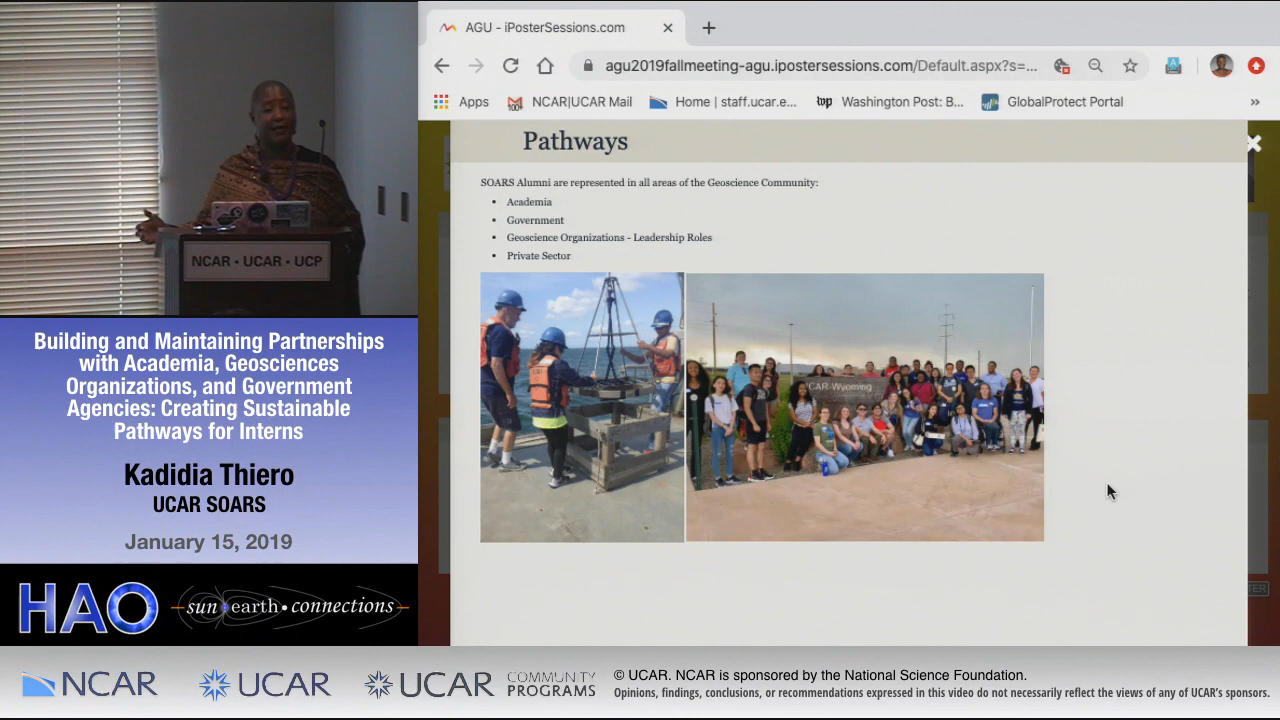 AGU - iPosterSessions.com
agu2019fallmeeting-agu.ipostersessions.com/Default.aspx?s=...
Apps
NCAR|UCAR Mail
Home | staff.ucar.e...
wp
Washington Post: B...
GlobalProtect Portal
»
Pathways
SOARS Alumni are represented in all areas of the Geoscience Community:
• Academia
• Government
• Geoscience Organizations - Leadership Roles
• Private Sector
CAR-Wyoming
NCAR • UCAR • UCP
Building and Maintaining Partnerships
with Academia, Geosciences
Organizations, and Government
Agencies: Creating Sustainable
Pathways for Interns
Kadidia Thiero
UCAR SOARS
January 15, 2019
HAO
sun earth • connections
NCAR
UCAR
UCAR
COMMUNITY
PROGRAMS
© UCAR. NCAR is sponsored by the National Science Foundation.
Opinions, findings, conclusions, or recommendations expressed in this video do not necessarily reflect the views of any of UCAR's sponsors.